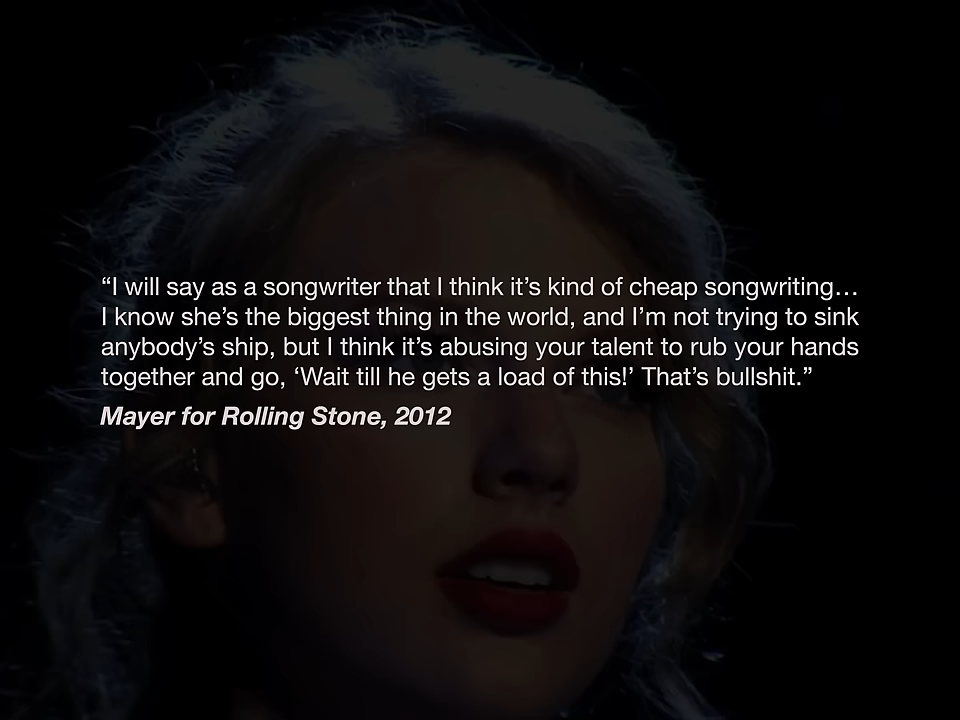 “I will say as a songwriter that I think it’s kind of cheap songwriting…
I know she’s the biggest thing in the world, and I’m not trying to sink
anybody’s ship, but I think it’s abusing your talent to rub your hands
together and go, ‘Wait till he gets a load of this!’ That’s bullshit.”
Mayer for Rolling Stone, 2012